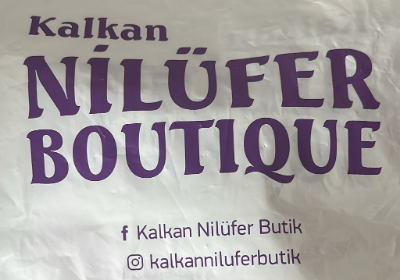 Kalkan
NİLÜFER
BOUTIQUE
Kalkan Nilüfer Butik
kalkanniluferbutik